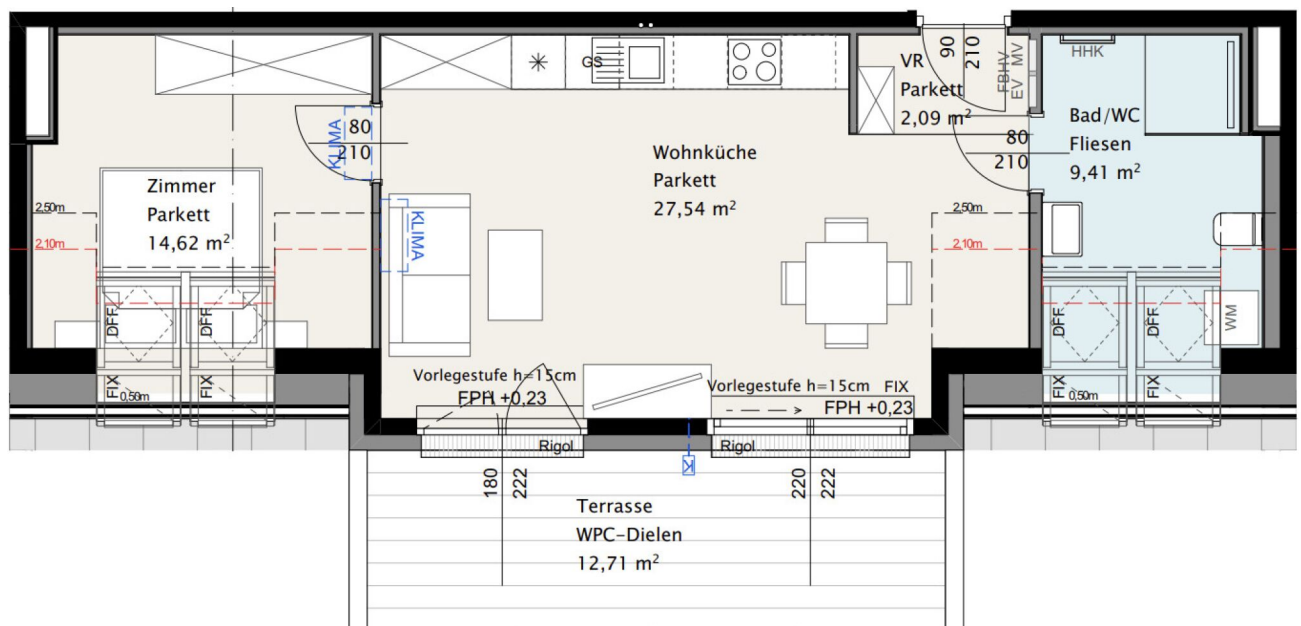 Zimmer
Parkett
14,62 m²
KLIMA
80
210
2,50m
2,10m
DFF
DFF
FIX
FIX
0,50m
GS
KLIMA
Wohnküche
Parkett
27,54 m²
VR
Parkett
2,09 m²
90
210
FBHV
EV MV
HHK
Bad/WC
Fliesen
9,41 m²
80
210
2,50m
2,10m
WM
DFF
DFF
FIX
FIX
0,50m
Vorlegestufe h=15cm
FPH +0,23
Vorlegestufe h=15cm
FIX
FPH +0,23
Rigol
K
Rigol
180
222
220
222
Terrasse
WPC-Dielen
12,71 m²